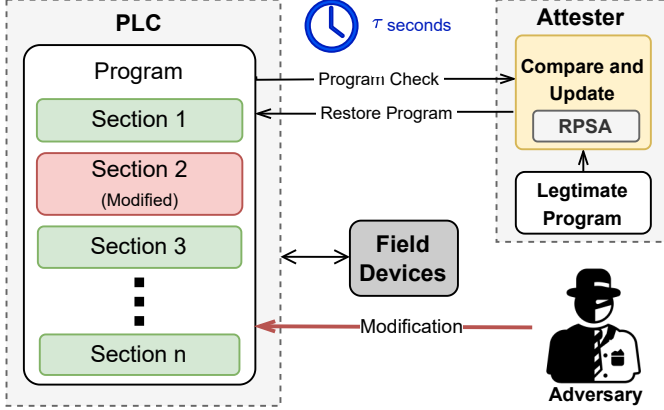 PLC
Program
Section 1
Section 2
(Modified)
Section 3
Section n
τ seconds
Program Check
Restore Program
Attester
Compare and
Update
RPSA
Legtimate
Program
Field
Devices
Modification
Adversary